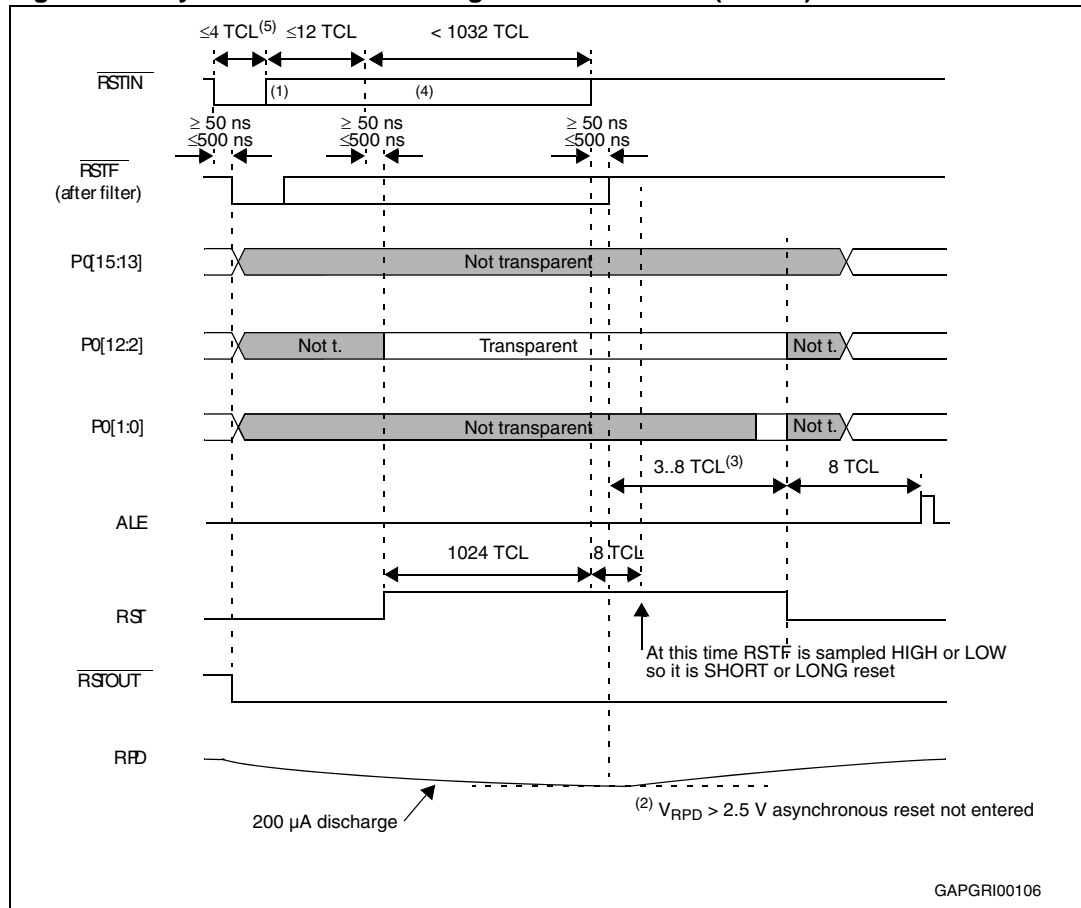 ≤4 TCL(5) ≤12 TCL < 1032 TCL
RSTIN
(1) (4)
≥ 50 ns ≥ 50 ns ≥ 50 ns
≤500 ns ≤500 ns ≤500 ns
RSTF
(after filter)
P0[15:13] Not transparent
P0[12:2] Not t. Transparent Not t.
P0[1:0] Not transparent Not t.
3..8 TCL(3) 8 TCL
ALE
1024 TCL 8 TCL
RST
At this time RSTF is sampled HIGH or LOW
so it is SHORT or LONG reset
RSTOUT
RPD
200 µA discharge
(2) VRPD > 2.5 V asynchronous reset not entered
GAPGRI00106